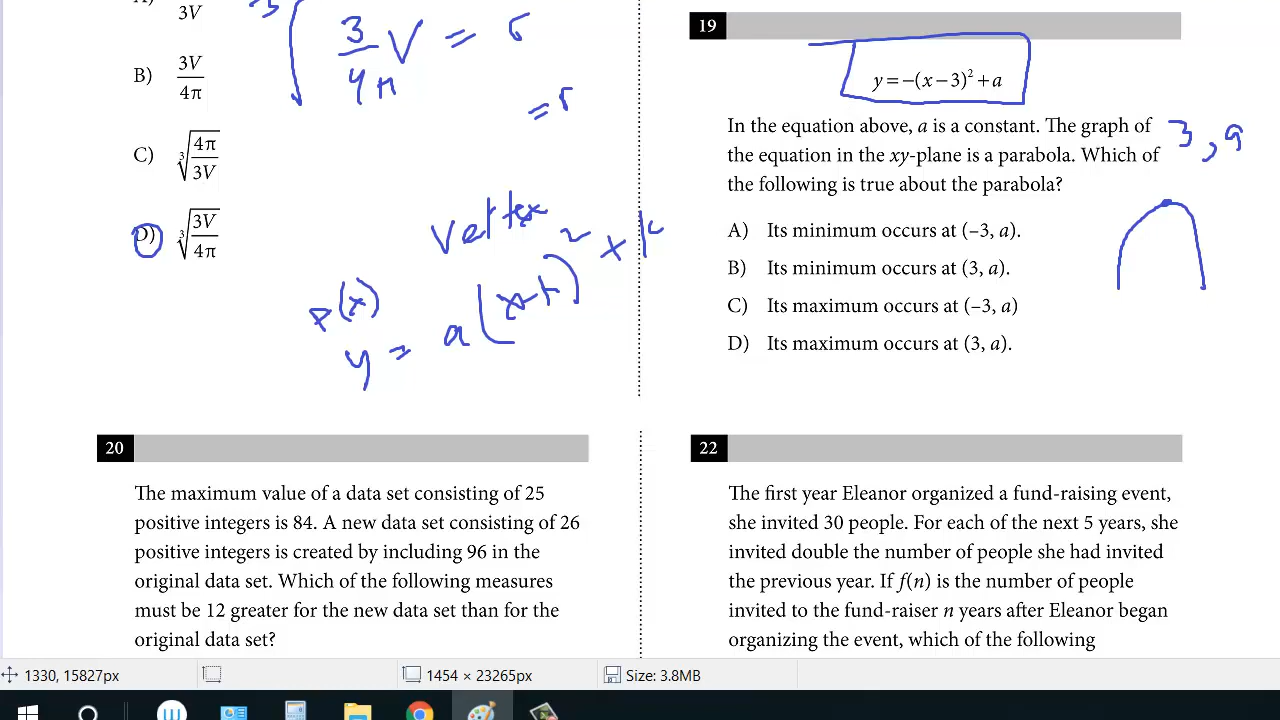 A)
3V
3 3/4π V = r
= r
B) 3V/4π
C) 3√4π/3V
D) 3√3V/4π
vertex
P(x)
y = a(x-h)² + k
19
y = –(x – 3)² + a
In the equation above, a is a constant. The graph of
the equation in the xy-plane is a parabola. Which of
the following is true about the parabola?
3, a
A) Its minimum occurs at (–3, a).
B) Its minimum occurs at (3, a).
C) Its maximum occurs at (–3, a)
D) Its maximum occurs at (3, a).
20
The maximum value of a data set consisting of 25
positive integers is 84. A new data set consisting of 26
positive integers is created by including 96 in the
original data set. Which of the following measures
must be 12 greater for the new data set than for the
original data set?
22
The first year Eleanor organized a fund-raising event,
she invited 30 people. For each of the next 5 years, she
invited double the number of people she had invited
the previous year. If f(n) is the number of people
invited to the fund-raiser n years after Eleanor began
organizing the event, which of the following
1330, 15827px
1454 × 23265px
Size: 3.8MB